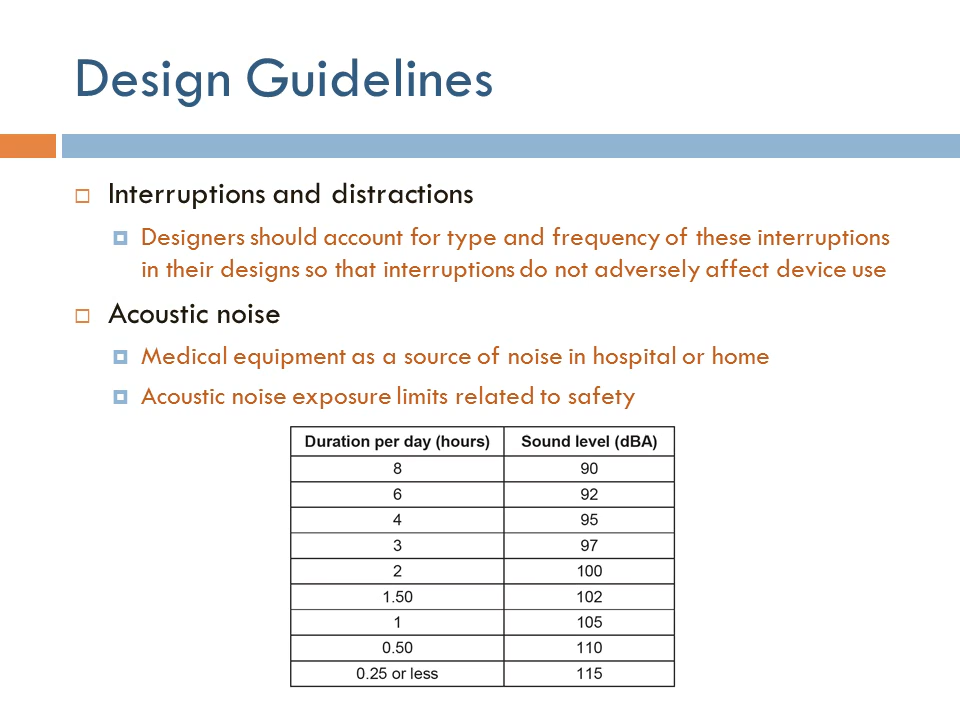 Design Guidelines
Interruptions and distractions
Designers should account for type and frequency of these interruptions
in their designs so that interruptions do not adversely affect device use
Acoustic noise
Medical equipment as a source of noise in hospital or home
Acoustic noise exposure limits related to safety
Duration per day (hours) Sound level (dBA)
8 90
6 92
4 95
3 97
2 100
1.50 102
1 105
0.50 110
0.25 or less 115